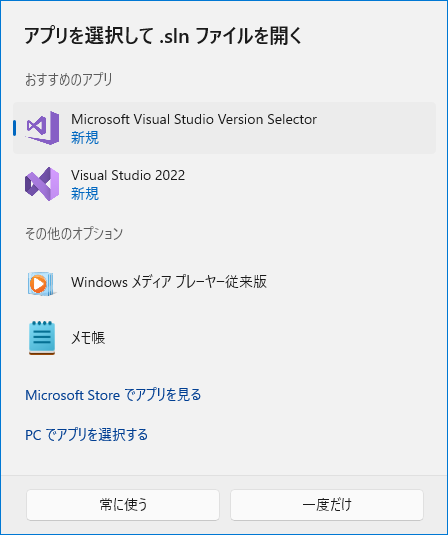 アプリを選択して .sln ファイルを開く
おすすめのアプリ
Microsoft Visual Studio Version Selector
新規
Visual Studio 2022
新規
その他のオプション
Windows メディア プレーヤー従来版
メモ帳
Microsoft Store でアプリを見る
PC でアプリを選択する
常に使う
一度だけ